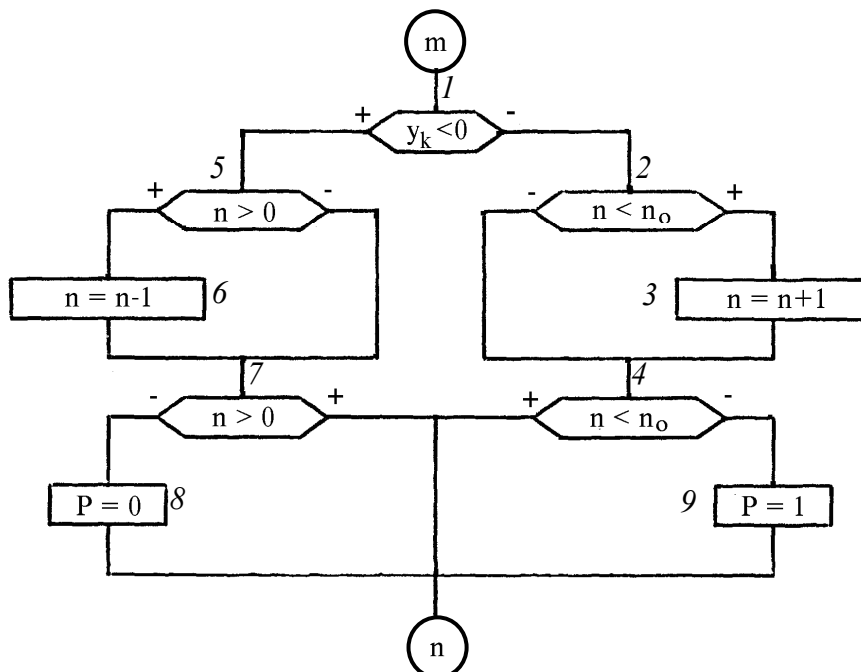 m
1
+ y_k <0 -
5 2
+ n > 0 - - n < n_o +
n = n-1 6 3 n = n+1
7 4
- n > 0 + + n < n_o -
P = 0 8 9 P = 1
n